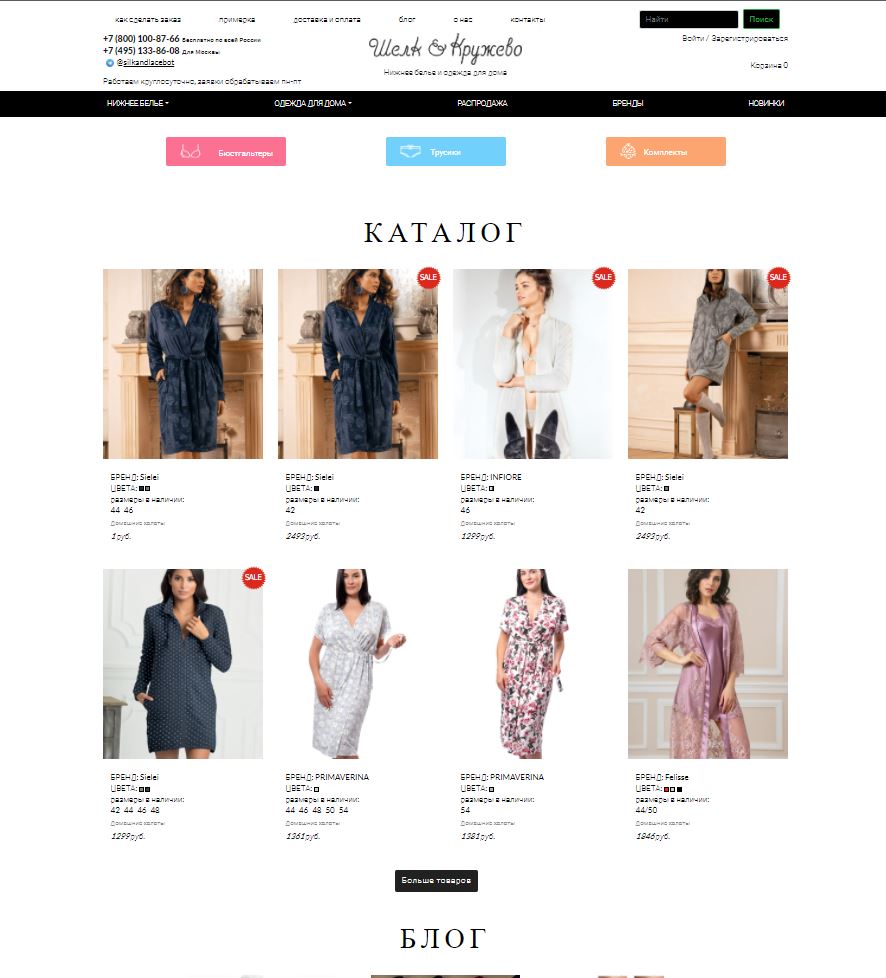 как сделать заказ примерка доставка и оплата блог о нас контакты Найти Поиск
+7 (800) 100-87-66 Бесплатно по всей России
+7 (495) 133-86-08 Для Москвы
@silkandlacebot
Работаем круглосуточно, заявки обрабатываем пн-пт
Шелк & Кружево
Нижнее белье и одежда для дома
Войти / Зарегистрироваться
Корзина 0
НИЖНЕЕ БЕЛЬЕ ОДЕЖДА ДЛЯ ДОМА РАСПРОДАЖА БРЕНДЫ НОВИНКИ
Бюстгальтеры Трусики Комплекты
КАТАЛОГ
SALE SALE SALE
БРЕНД: Sielei БРЕНД: Sielei БРЕНД: INFIORE БРЕНД: Sielei
ЦВЕТА: ЦВЕТА: ЦВЕТА: ЦВЕТА:
размеры в наличии: размеры в наличии: размеры в наличии: размеры в наличии:
44 46 42 46 42
Домашние халаты Домашние халаты Домашние халаты Домашние халаты
1руб. 2493руб. 1299руб. 2493руб.
SALE
БРЕНД: Sielei БРЕНД: PRIMAVERINA БРЕНД: PRIMAVERINA БРЕНД: Felisse
ЦВЕТА: ЦВЕТА: ЦВЕТА: ЦВЕТА:
размеры в наличии: размеры в наличии: размеры в наличии: размеры в наличии:
42 44 46 48 44 46 48 50 54 54 44/50
Домашние халаты Домашние халаты Домашние халаты Домашние халаты
1299руб. 1361руб. 1381руб. 1846руб.
Больше товаров
БЛОГ